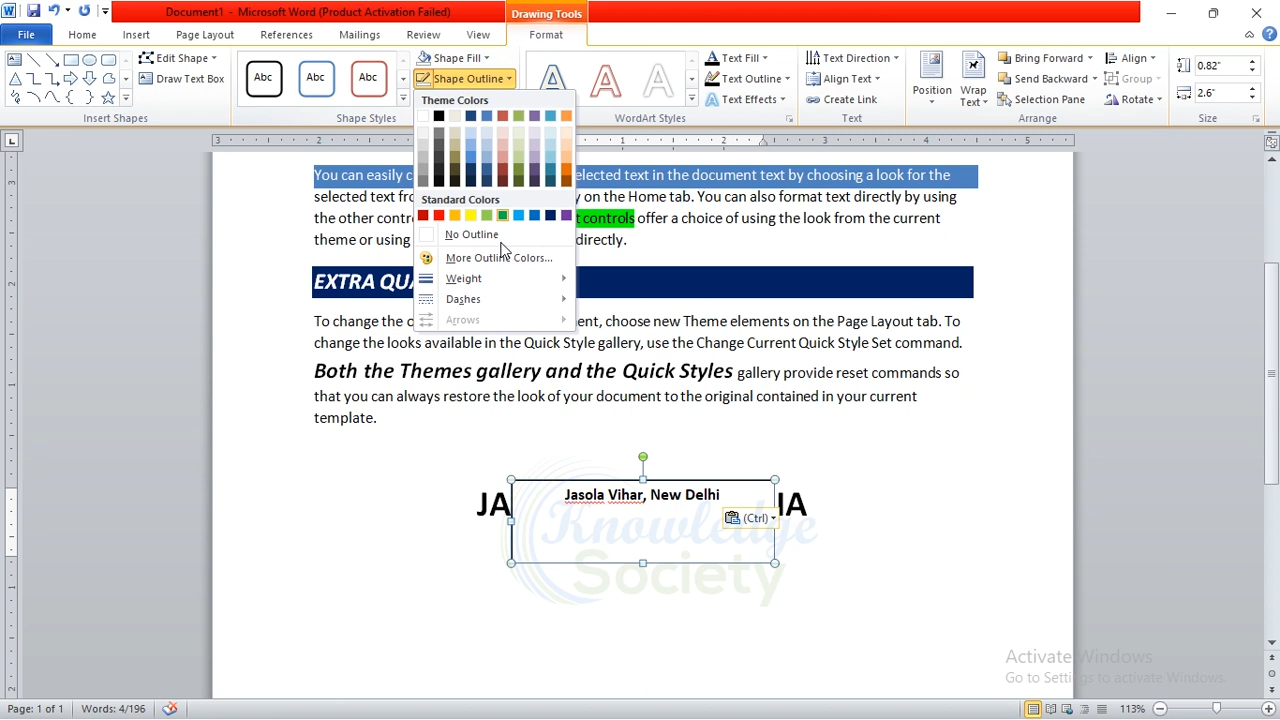 Document1 - Microsoft Word (Product Activation Failed)
Drawing Tools
File Home Insert Page Layout References Mailings Review View Format
Edit Shape
Draw Text Box
Insert Shapes
Abc Abc Abc
Shape Fill
Shape Outline
Shape Styles
A A A
WordArt Styles
Text Fill
Text Outline
Text Effects
Text Direction
Align Text
Create Link
Text
Position
Wrap Text
Bring Forward
Send Backward
Selection Pane
Align
Group
Rotate
Arrange
0.82"
2.6"
Size
Theme Colors
Standard Colors
No Outline
More Outline Colors...
Weight
Dashes
Arrows
You can easily c elected text in the document text by choosing a look for the
selected text fro y on the Home tab. You can also format text directly by using
the other contr t controls offer a choice of using the look from the current
theme or using directly.
EXTRA QUA
To change the o ent, choose new Theme elements on the Page Layout tab. To
change the looks available in the Quick Style gallery, use the Change Current Quick Style Set command.
Both the Themes gallery and the Quick Styles gallery provide reset commands so
that you can always restore the look of your document to the original contained in your current
template.
JA IA
Jasola Vihar, New Delhi
(Ctrl)
Knowledge
Society
Activate Windows
Go to Settings to activate Windows.
Page: 1 of 1 Words: 4/196 113%